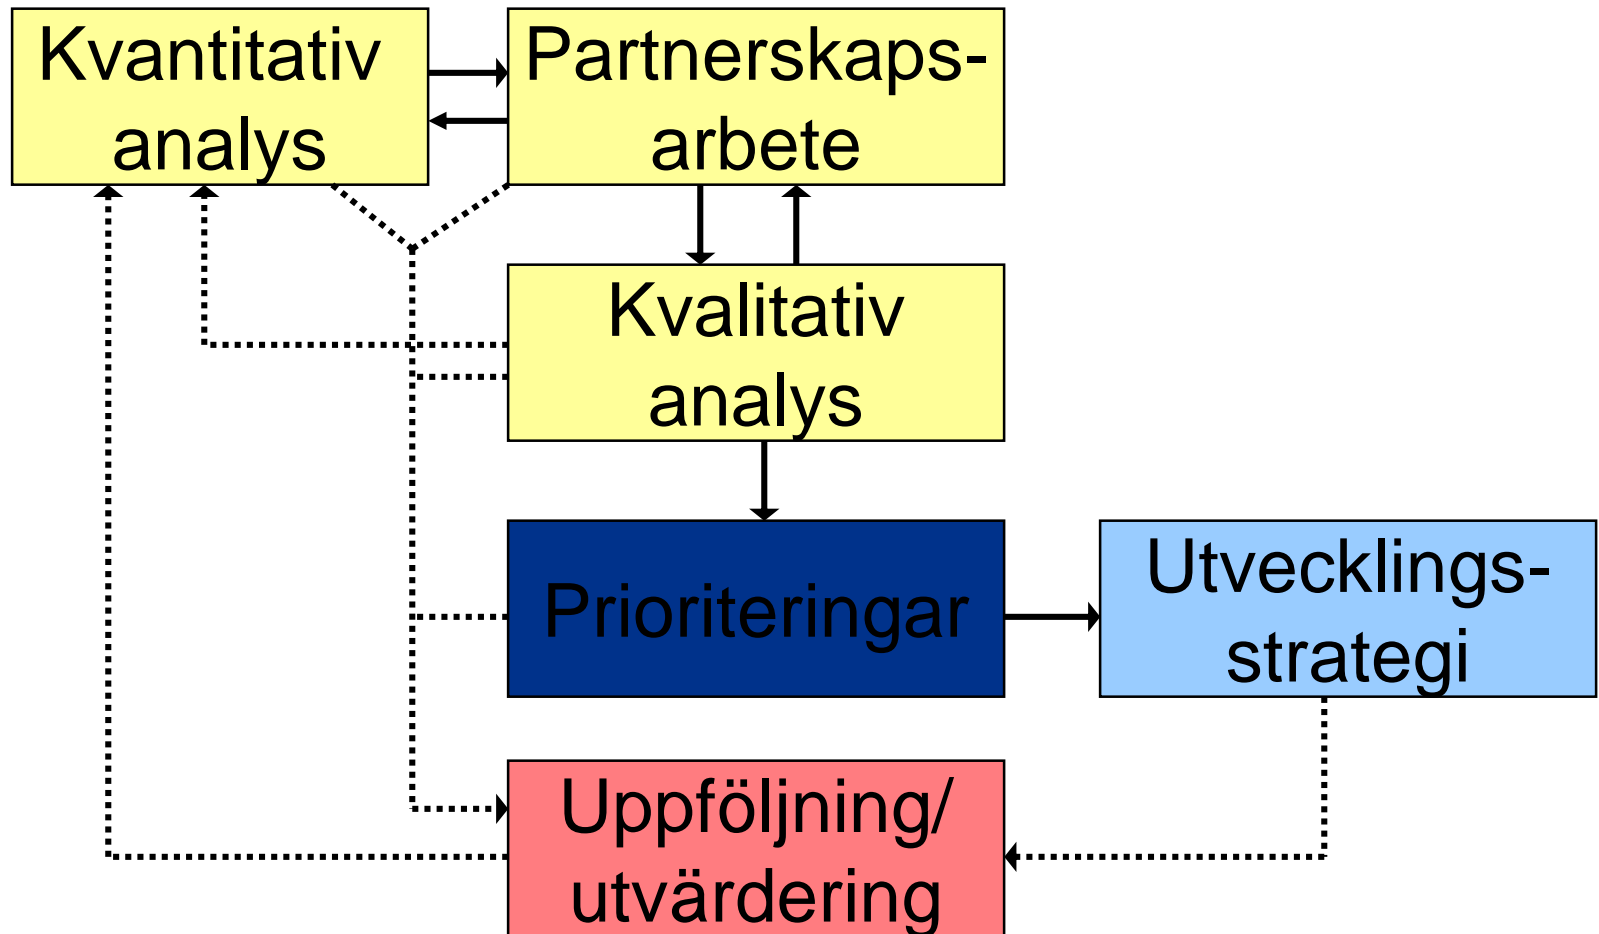 Kvantitativ
analys
Partnerskaps-
arbete
Kvalitativ
analys
Prioriteringar
Utvecklings-
strategi
Uppföljning/
utvärdering